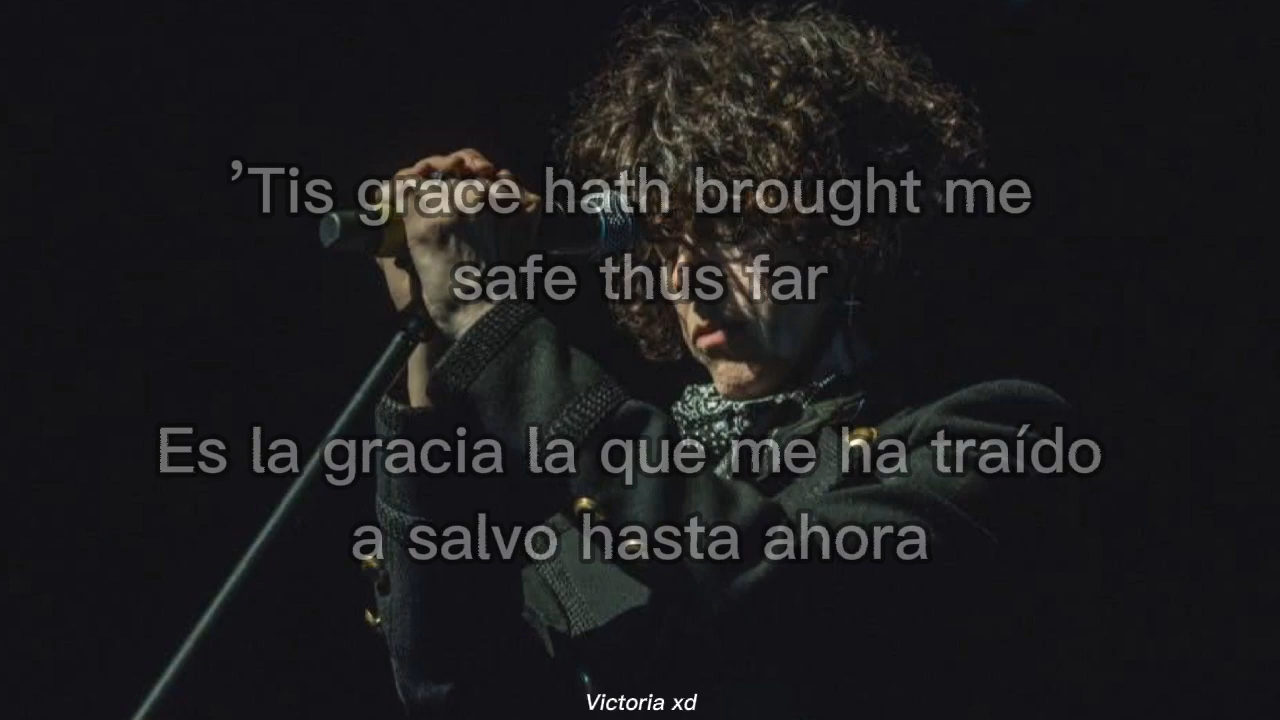 ’Tis grace hath brought me
safe thus far
Es la gracia la que me ha traído
a salvo hasta ahora
Victoria xd